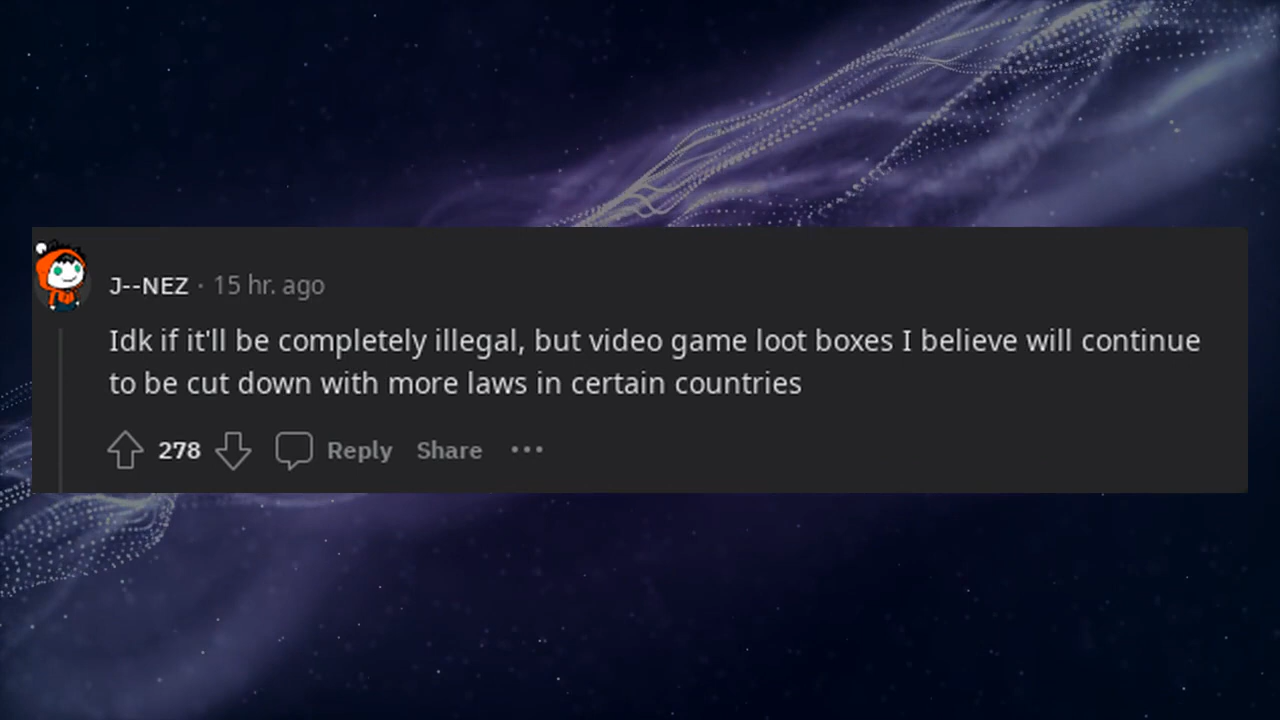 J--NEZ · 15 hr. ago
Idk if it'll be completely illegal, but video game loot boxes I believe will continue
to be cut down with more laws in certain countries
278 Reply Share •••